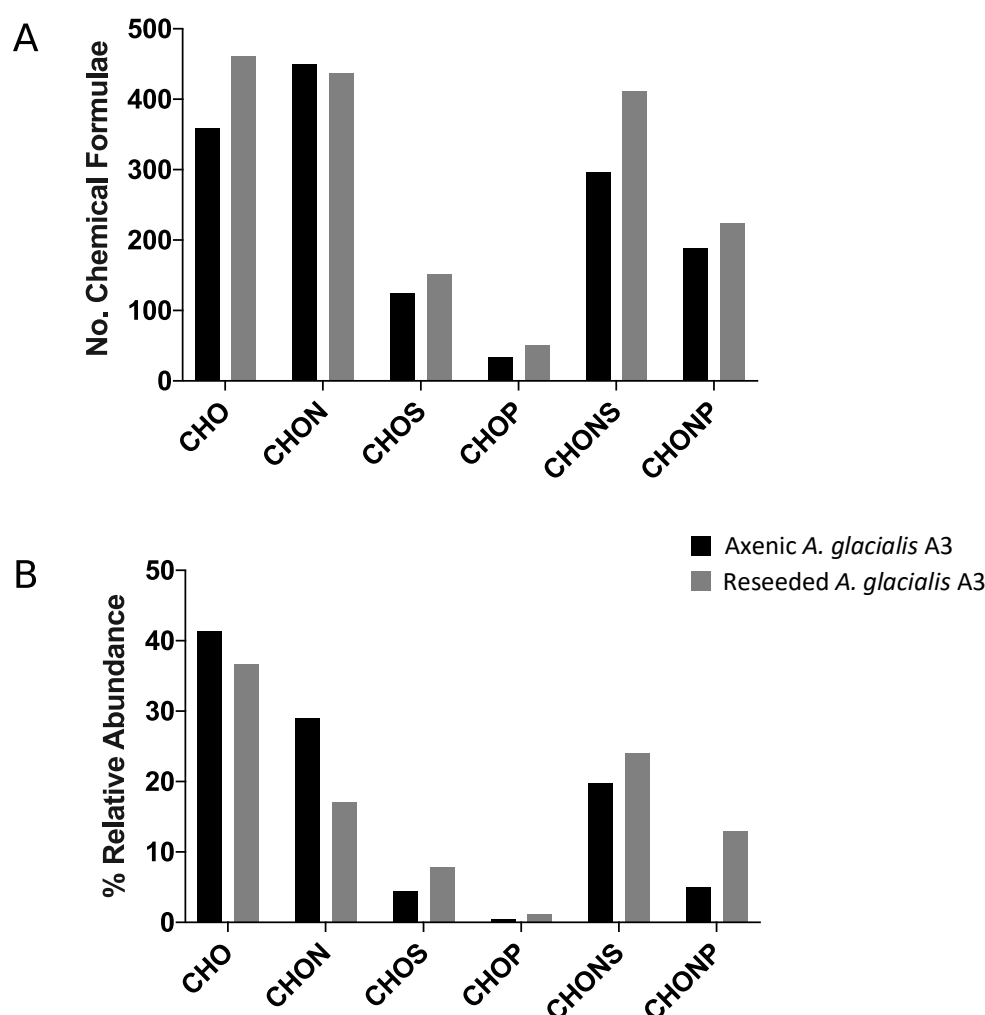 A
No. Chemical Formulae
500
400
300
200
100
0
CHO
CHON
CHOS
CHOP
CHONS
CHONP
Axenic A. glacialis A3
Reseeded A. glacialis A3
B
% Relative Abundance
50
40
30
20
10
0
CHO
CHON
CHOS
CHOP
CHONS
CHONP